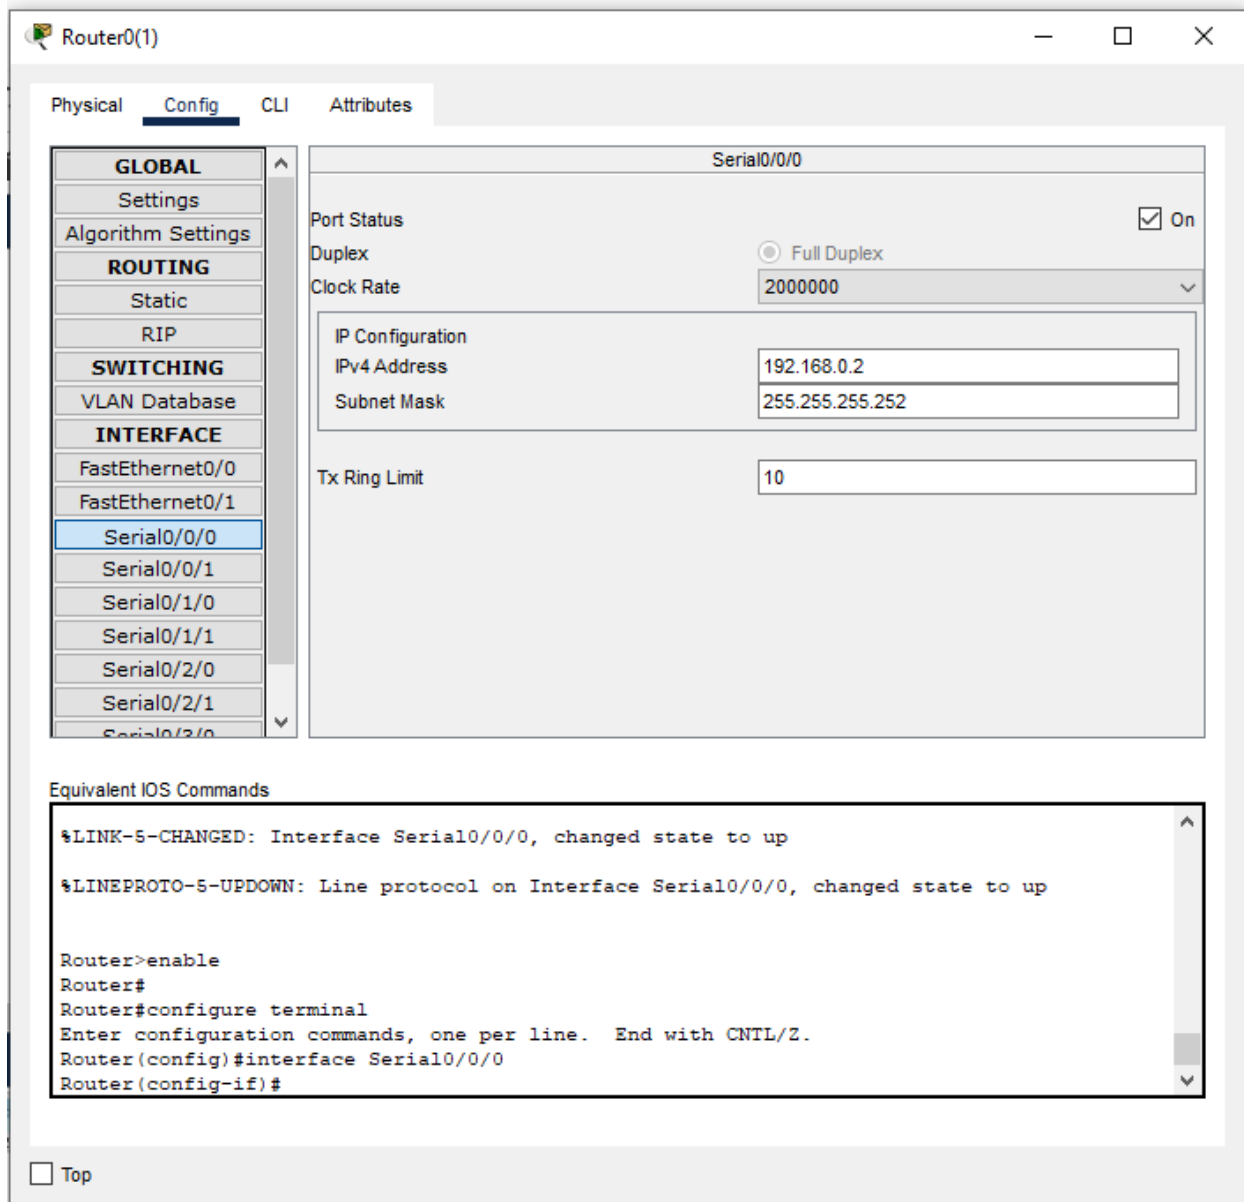 Router0(1)
Physical Config CLI Attributes
GLOBAL
Settings
Algorithm Settings
ROUTING
Static
RIP
SWITCHING
VLAN Database
INTERFACE
FastEthernet0/0
FastEthernet0/1
Serial0/0/0
Serial0/0/1
Serial0/1/0
Serial0/1/1
Serial0/2/0
Serial0/2/1
Serial0/3/0
Serial0/0/0
Port Status On
Duplex Full Duplex
Clock Rate 2000000
IP Configuration
IPv4 Address 192.168.0.2
Subnet Mask 255.255.255.252
Tx Ring Limit 10
Equivalent IOS Commands
%LINK-5-CHANGED: Interface Serial0/0/0, changed state to up
%LINEPROTO-5-UPDOWN: Line protocol on Interface Serial0/0/0, changed state to up
Router>enable
Router#
Router#configure terminal
Enter configuration commands, one per line.  End with CNTL/Z.
Router(config)#interface Serial0/0/0
Router(config-if)#
Top